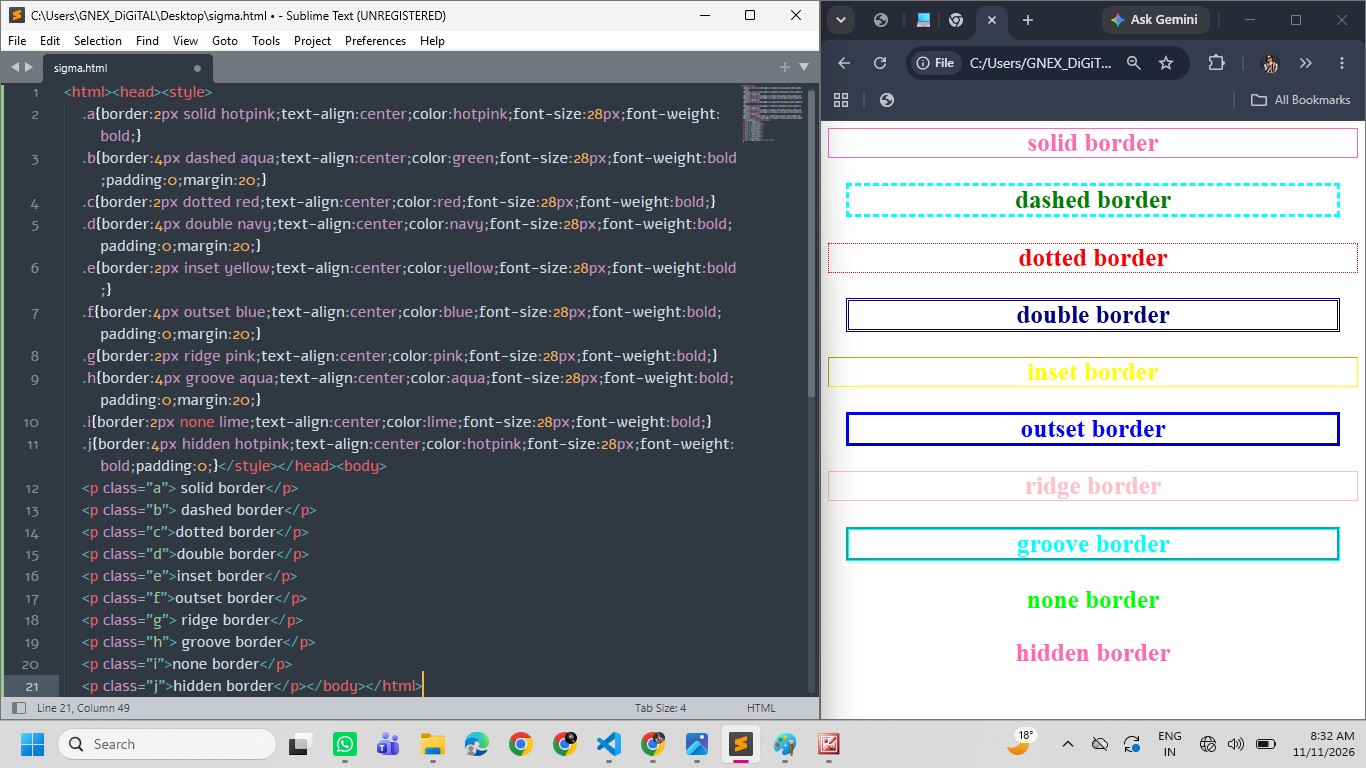 C:\Users\GNEX_DiGiTAL\Desktop\sigma.html • - Sublime Text (UNREGISTERED)
File Edit Selection Find View Goto Tools Project Preferences Help
sigma.html
1 <html><head><style>
2 .a{border:2px solid hotpink;text-align:center;color:hotpink;font-size:28px;font-weight:
bold;}
3 .b{border:4px dashed aqua;text-align:center;color:green;font-size:28px;font-weight:bold
;padding:0;margin:20;}
4 .c{border:2px dotted red;text-align:center;color:red;font-size:28px;font-weight:bold;}
5 .d{border:4px double navy;text-align:center;color:navy;font-size:28px;font-weight:bold;
padding:0;margin:20;}
6 .e{border:2px inset yellow;text-align:center;color:yellow;font-size:28px;font-weight:bold
;}
7 .f{border:4px outset blue;text-align:center;color:blue;font-size:28px;font-weight:bold;
padding:0;margin:20;}
8 .g{border:2px ridge pink;text-align:center;color:pink;font-size:28px;font-weight:bold;}
9 .h{border:4px groove aqua;text-align:center;color:aqua;font-size:28px;font-weight:bold;
padding:0;margin:20;}
10 .i{border:2px none lime;text-align:center;color:lime;font-size:28px;font-weight:bold;}
11 .j{border:4px hidden hotpink;text-align:center;color:hotpink;font-size:28px;font-weight:
bold;padding:0;}</style></head><body>
12 <p class="a"> solid border</p>
13 <p class="b"> dashed border</p>
14 <p class="c">dotted border</p>
15 <p class="d">double border</p>
16 <p class="e">inset border</p>
17 <p class="f">outset border</p>
18 <p class="g"> ridge border</p>
19 <p class="h"> groove border</p>
20 <p class="i">none border</p>
21 <p class="j">hidden border</p></body></html>
Line 21, Column 49 Tab Size: 4 HTML
Ask Gemini
File C:/Users/GNEX_DiGiT...
All Bookmarks
solid border
dashed border
dotted border
double border
inset border
outset border
ridge border
groove border
none border
hidden border
Search
18°
ENG
IN
8:32 AM
11/11/2026